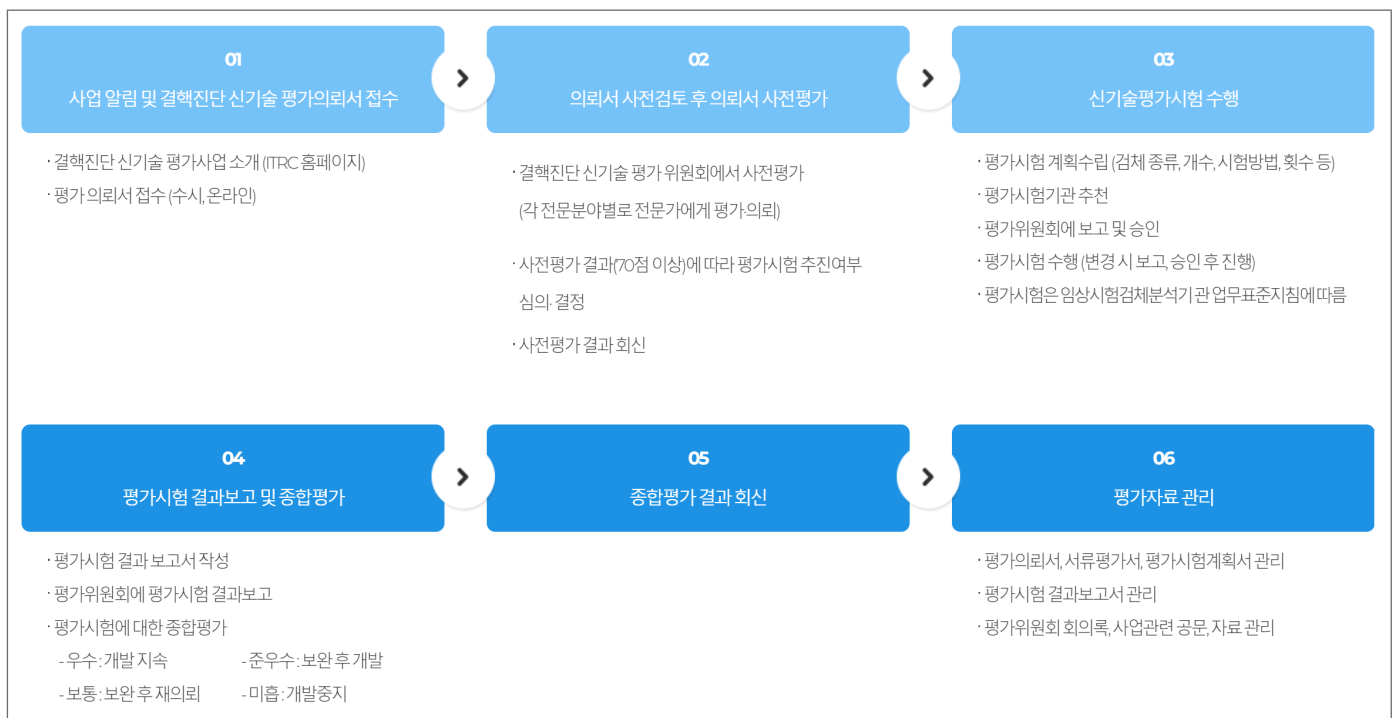 01
사업 알림 및 결핵진단 신기술 평가의뢰서 접수
· 결핵진단 신기술 평가사업 소개 (ITRC 홈페이지)
· 평가 의뢰서 접수 (수시, 온라인)
02
의뢰서 사전검토 후 의뢰서 사전평가
· 결핵진단 신기술 평가 위원회에서 사전평가
(각 전문분야별로 전문가에게 평가·의뢰)
· 사전평가 결과(70점 이상)에 따라 평가시험 추진여부
심의· 결정
· 사전평가 결과 회신
03
신기술평가시험 수행
· 평가시험 계획수립 (검체 종류, 개수, 시험방법, 횟수 등)
· 평가시험기관 추천
· 평가위원회에 보고 및 승인
· 평가시험 수행 (변경 시 보고, 승인 후 진행)
· 평가시험은 임상시험검체분석기관 업무표준지침에 따름
04
평가시험 결과보고 및 종합평가
· 평가시험 결과 보고서 작성
· 평가위원회에 평가시험 결과보고
· 평가시험에 대한 종합평가
- 우수 : 개발 지속 - 준우수 : 보완 후 개발
- 보통 : 보완 후 재의뢰 - 미흡 : 개발중지
05
종합평가 결과 회신
06
평가자료 관리
· 평가의뢰서, 서류평가서, 평가시험계획서 관리
· 평가시험 결과보고서 관리
· 평가위원회 회의록, 사업관련 공문, 자료 관리